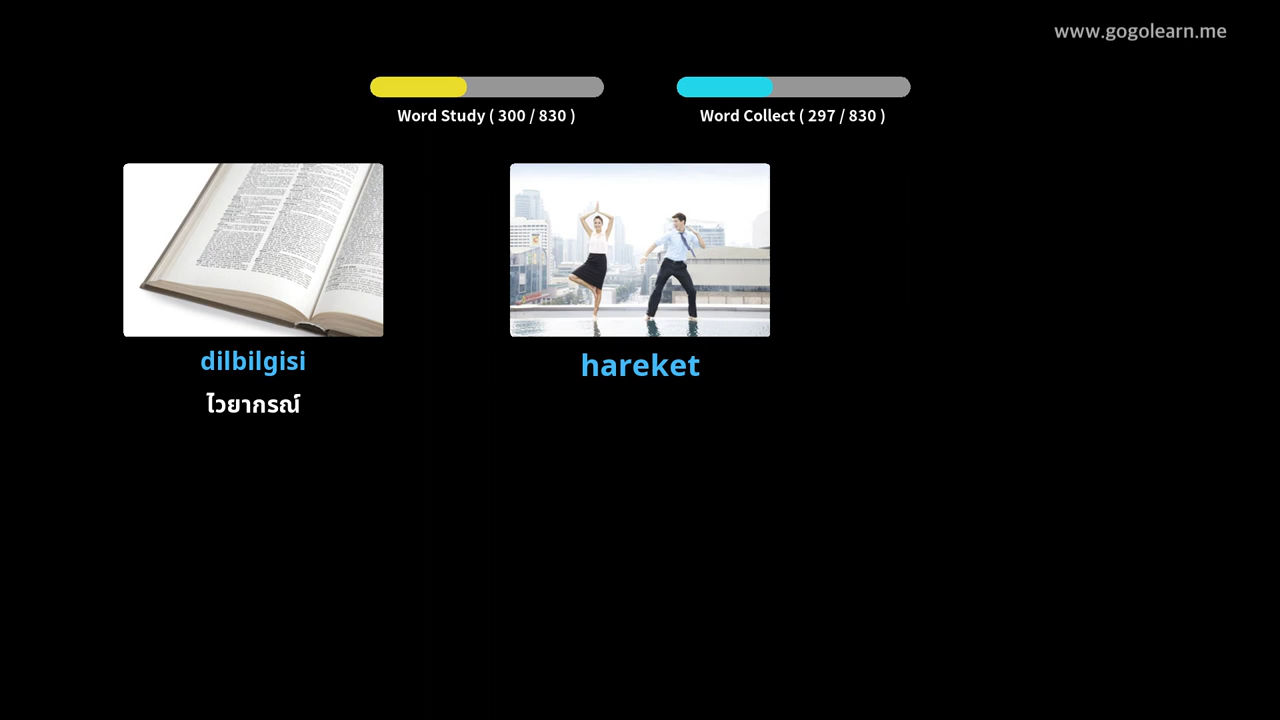 www.gogolearn.me
Word Study ( 300 / 830 )
Word Collect ( 297 / 830 )
dilbilgisi
ไวยากรณ์
hareket